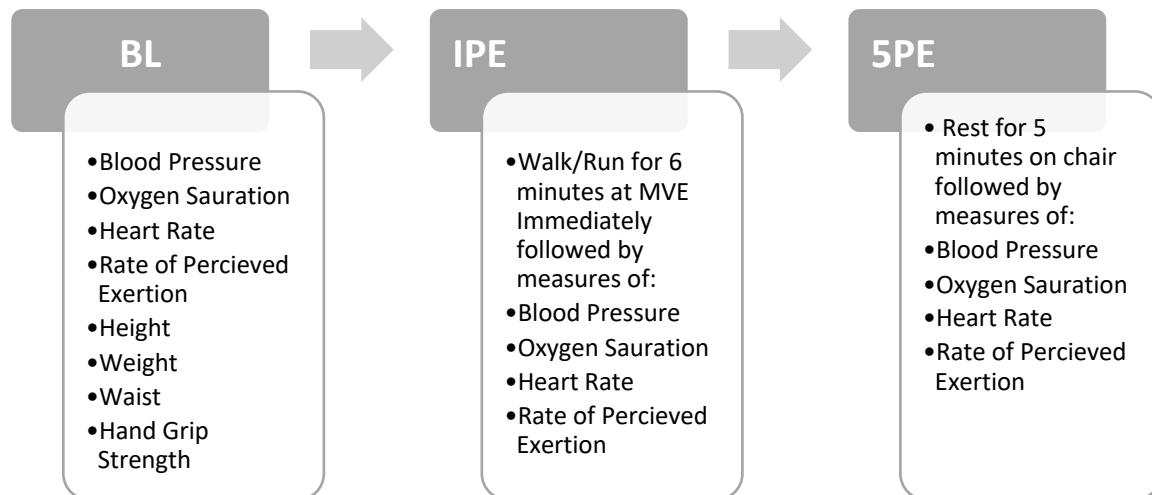 BL
•Blood Pressure
•Oxygen Sauration
•Heart Rate
•Rate of Percieved
Exertion
•Height
•Weight
•Waist
•Hand Grip
Strength
IPE
•Walk/Run for 6
minutes at MVE
Immediately
followed by
measures of:
•Blood Pressure
•Oxygen Sauration
•Heart Rate
•Rate of Percieved
Exertion
5PE
• Rest for 5
minutes on chair
followed by
measures of:
•Blood Pressure
•Oxygen Sauration
•Heart Rate
•Rate of Percieved
Exertion